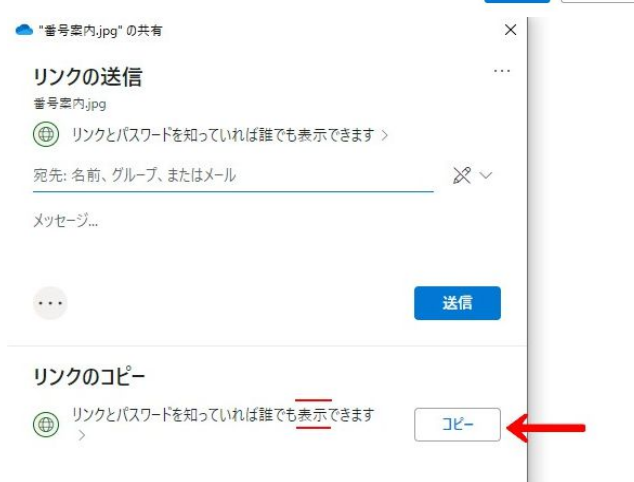 "番号案内.jpg" の共有
リンクの送信
番号案内.jpg
リンクとパスワードを知っていれば誰でも表示できます >
宛先: 名前、グループ、またはメール
メッセージ...
送信
リンクのコピー
リンクとパスワードを知っていれば誰でも表示できます
>
コピー